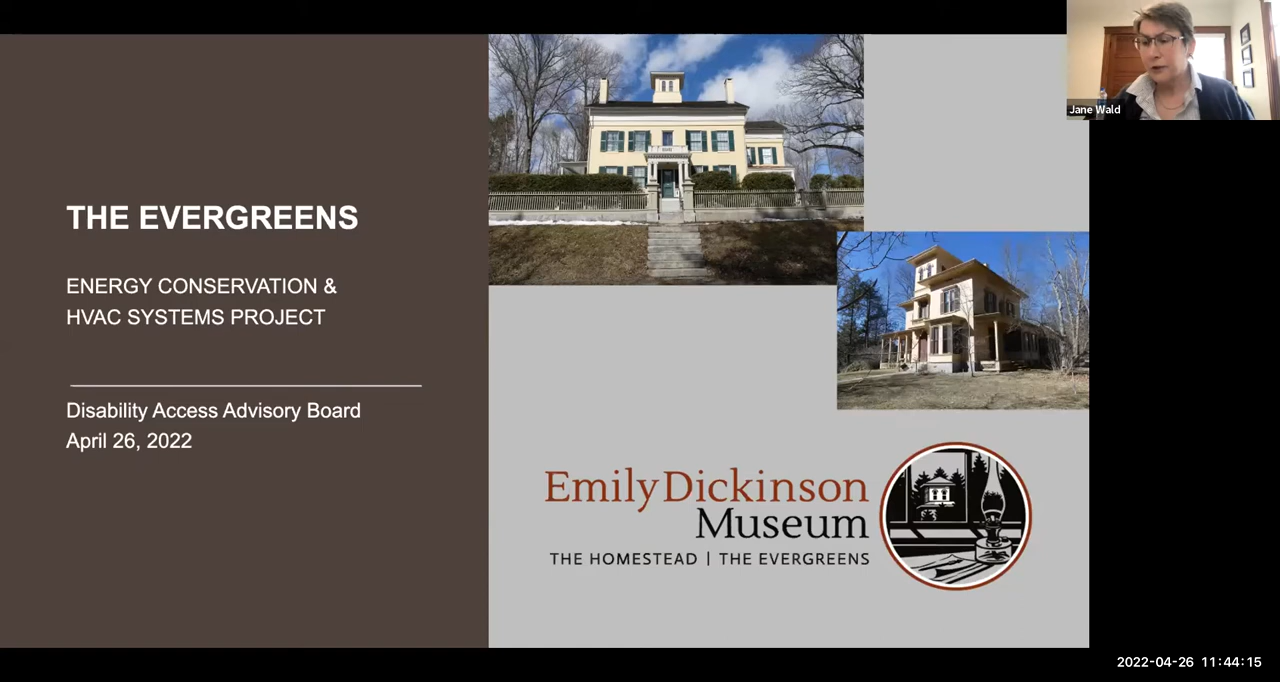 THE EVERGREENS
ENERGY CONSERVATION &
HVAC SYSTEMS PROJECT
Disability Access Advisory Board
April 26, 2022
Emily Dickinson
Museum
THE HOMESTEAD | THE EVERGREENS
Jane Wald
2022-04-26 11:44:15